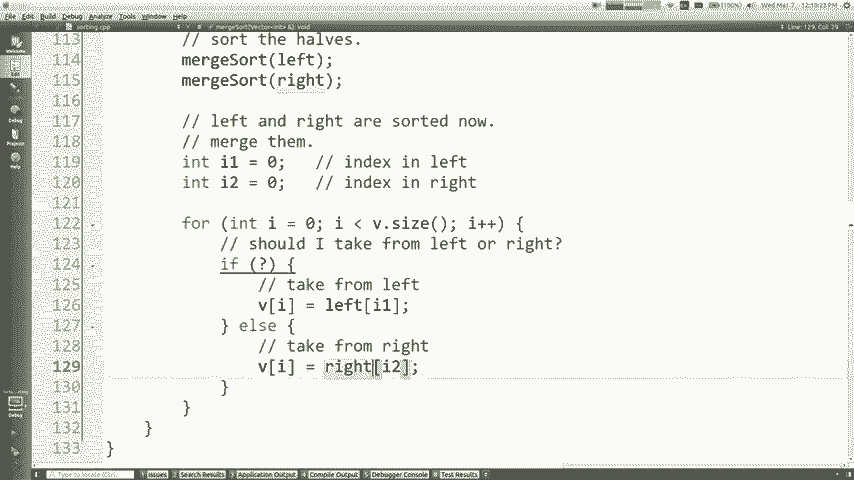 File Edit Build Debug Analyze Tools Window Help
sorting.cpp
mergeSort(Vector<int> &): void
Line: 129, Col: 29
Welcome
113 // sort the halves.
114 mergeSort(left);
115 mergeSort(right);
116
117 // left and right are sorted now.
118 // merge them.
119 int i1 = 0; // index in left
120 int i2 = 0; // index in right
121
122 for (int i = 0; i < v.size(); i++) {
123 // should I take from left or right?
124 if (?) {
125 // take from left
126 v[i] = left[i1];
127 } else {
128 // take from right
129 v[i] = right[i2];
130 }
131 }
132 }
133 }
Debug
Projects
Help
Debug
Type to locate (Ctrl...
1 Issues 2 Search Results 3 Application Output 4 Compile Output 5 Debugger Console 8 Test Results